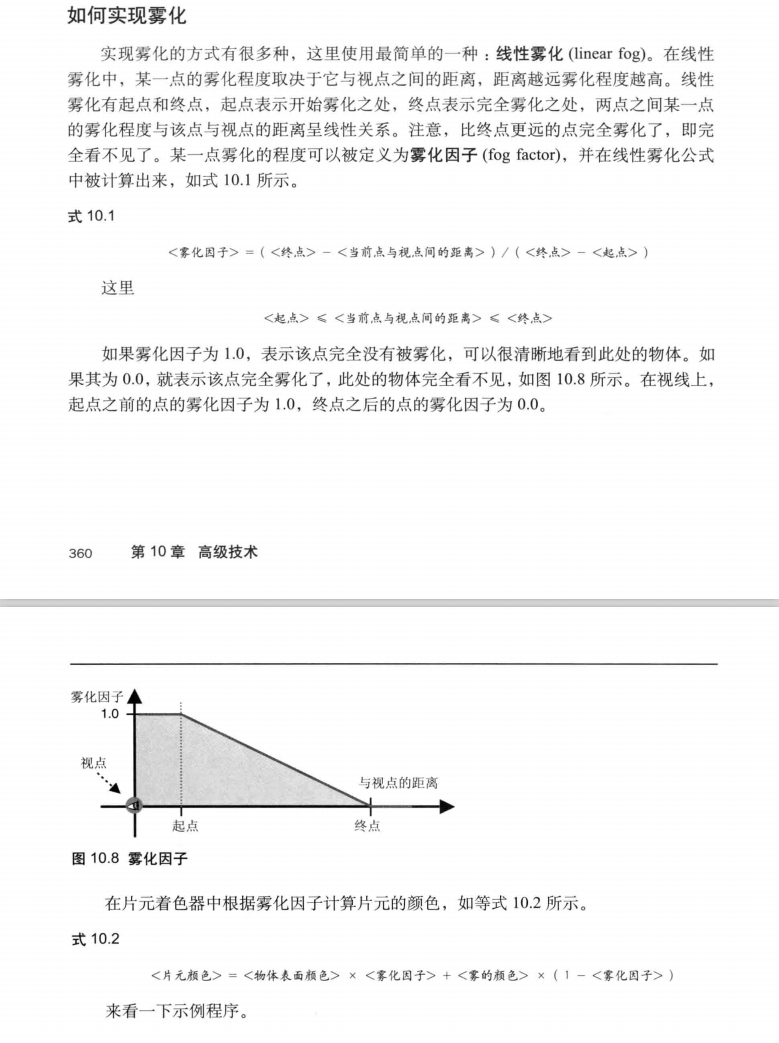 如何实现雾化
实现雾化的方式有很多种，这里使用最简单的一种：线性雾化 (linear fog)。在线性
雾化中，某一点的雾化程度取决于它与视点之间的距离，距离越远雾化程度越高。线性
雾化有起点和终点，起点表示开始雾化之处，终点表示完全雾化之处，两点之间某一点
的雾化程度与该点与视点的距离呈线性关系。注意，比终点更远的点完全雾化了，即完
全看不见了。某一点雾化的程度可以被定义为雾化因子 (fog factor)，并在线性雾化公式
中被计算出来，如式 10.1 所示。
式 10.1
<雾化因子> = ( <终点> － <当前点与视点间的距离> ) / ( <终点> － <起点> )
这里
<起点> ≤ <当前点与视点间的距离> ≤ <终点>
如果雾化因子为 1.0，表示该点完全没有被雾化，可以很清晰地看到此处的物体。如
果其为 0.0，就表示该点完全雾化了，此处的物体完全看不见，如图 10.8 所示。在视线上，
起点之前的点的雾化因子为 1.0，终点之后的点的雾化因子为 0.0。
360 第 10 章 高级技术
雾化因子
1.0
视点
与视点的距离
起点
终点
图 10.8 雾化因子
在片元着色器中根据雾化因子计算片元的颜色，如等式 10.2 所示。
式 10.2
<片元颜色> = <物体表面颜色> × <雾化因子> + <雾的颜色> × ( 1 － <雾化因子> )
来看一下示例程序。